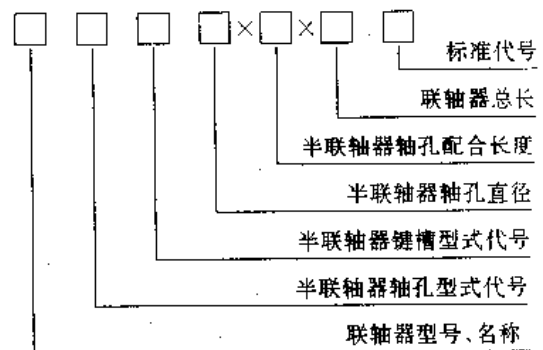 □ □ □ □×□×□ □
标准代号
联轴器总长
半联轴器轴孔配合长度
半联轴器轴孔直径
半联轴器键槽型式代号
半联轴器轴孔型式代号
联轴器型号、名称